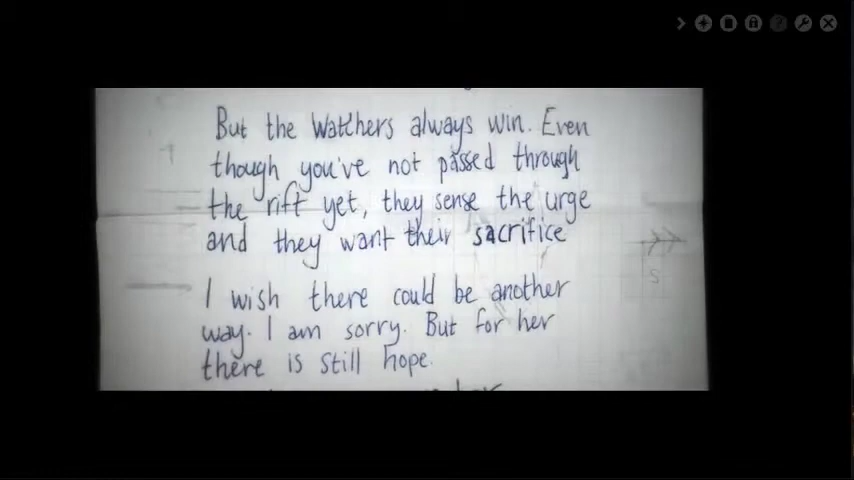 But the Watchers always win. Even
though you've not passed through
the rift yet, they sense the urge
and they want their sacrifice
I wish there could be another
way. I am sorry. But for her
there is still hope.